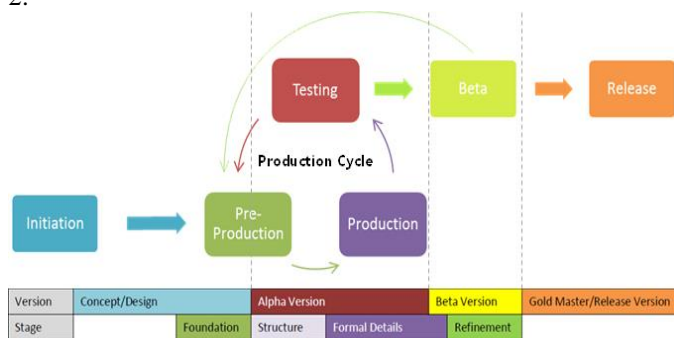 2.
Testing
Beta
Release
Production Cycle
Initiation
Pre-
Production
Production
Version Concept/Design Alpha Version Beta Version Gold Master/Release Version
Stage Foundation Structure Formal Details Refinement